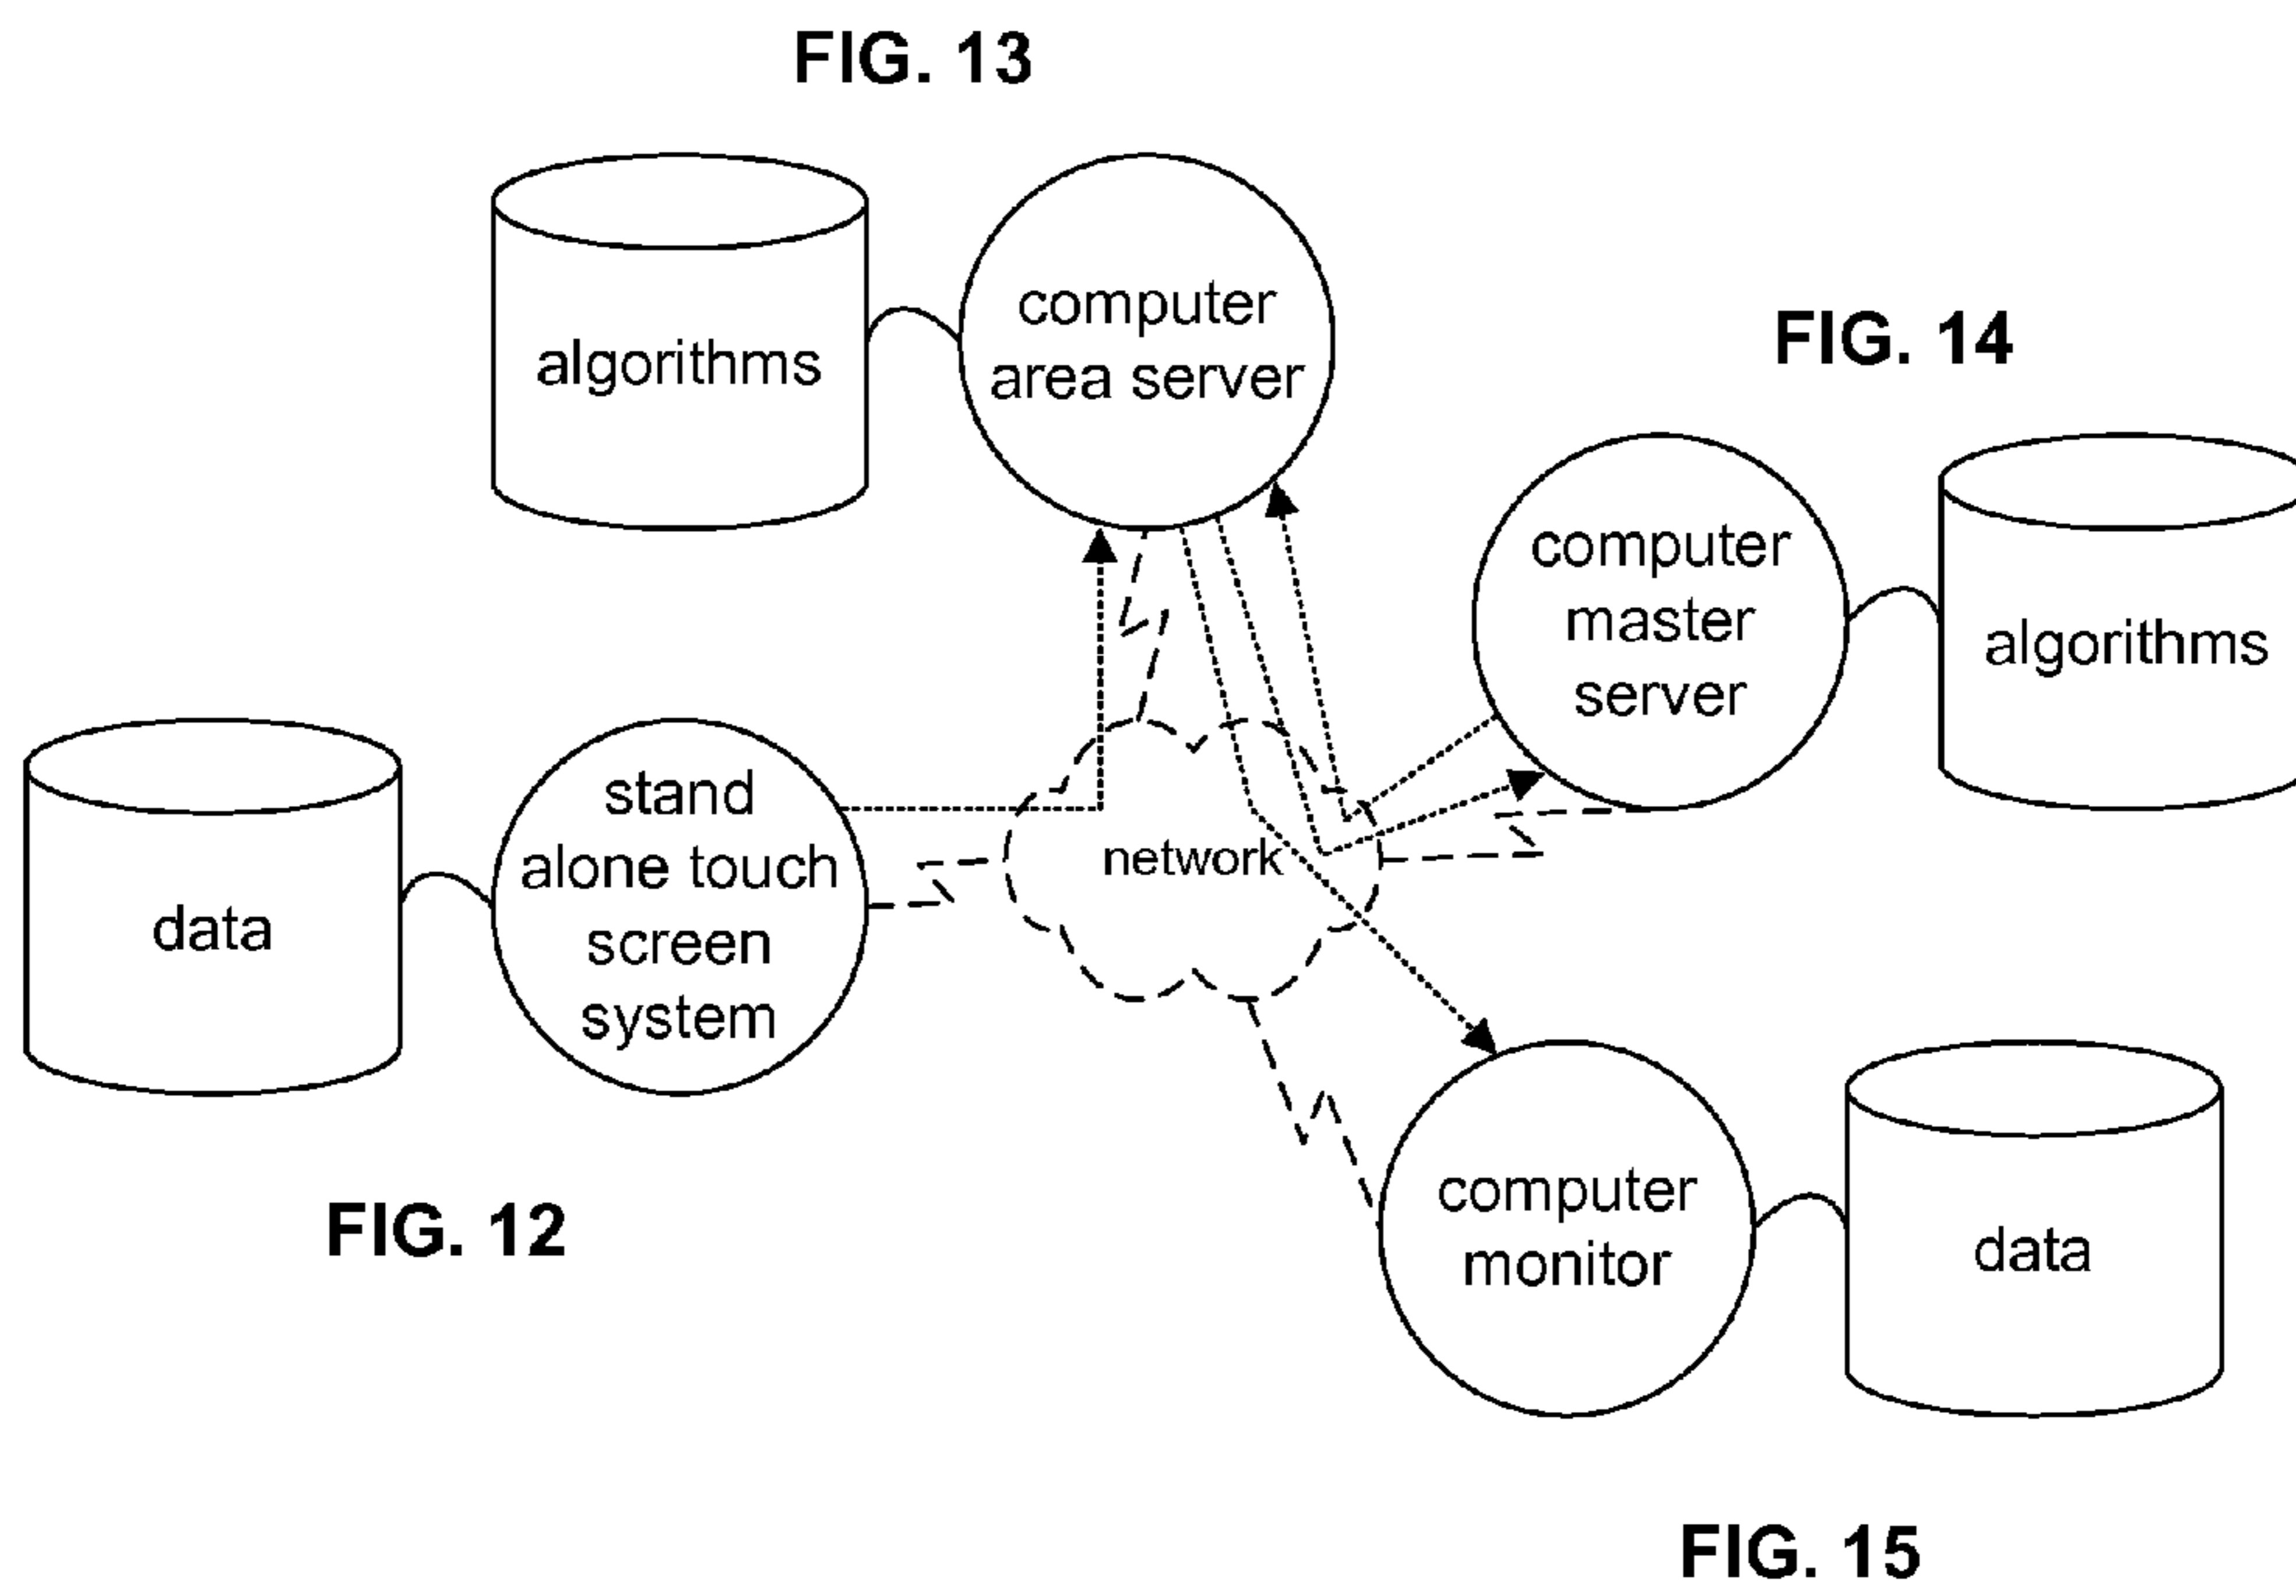 FIG. 13
algorithms
computer
area server
FIG. 14
computer
master
server
algorithms
data
stand
alone touch
screen
system
network
FIG. 12
computer
monitor
data
FIG. 15